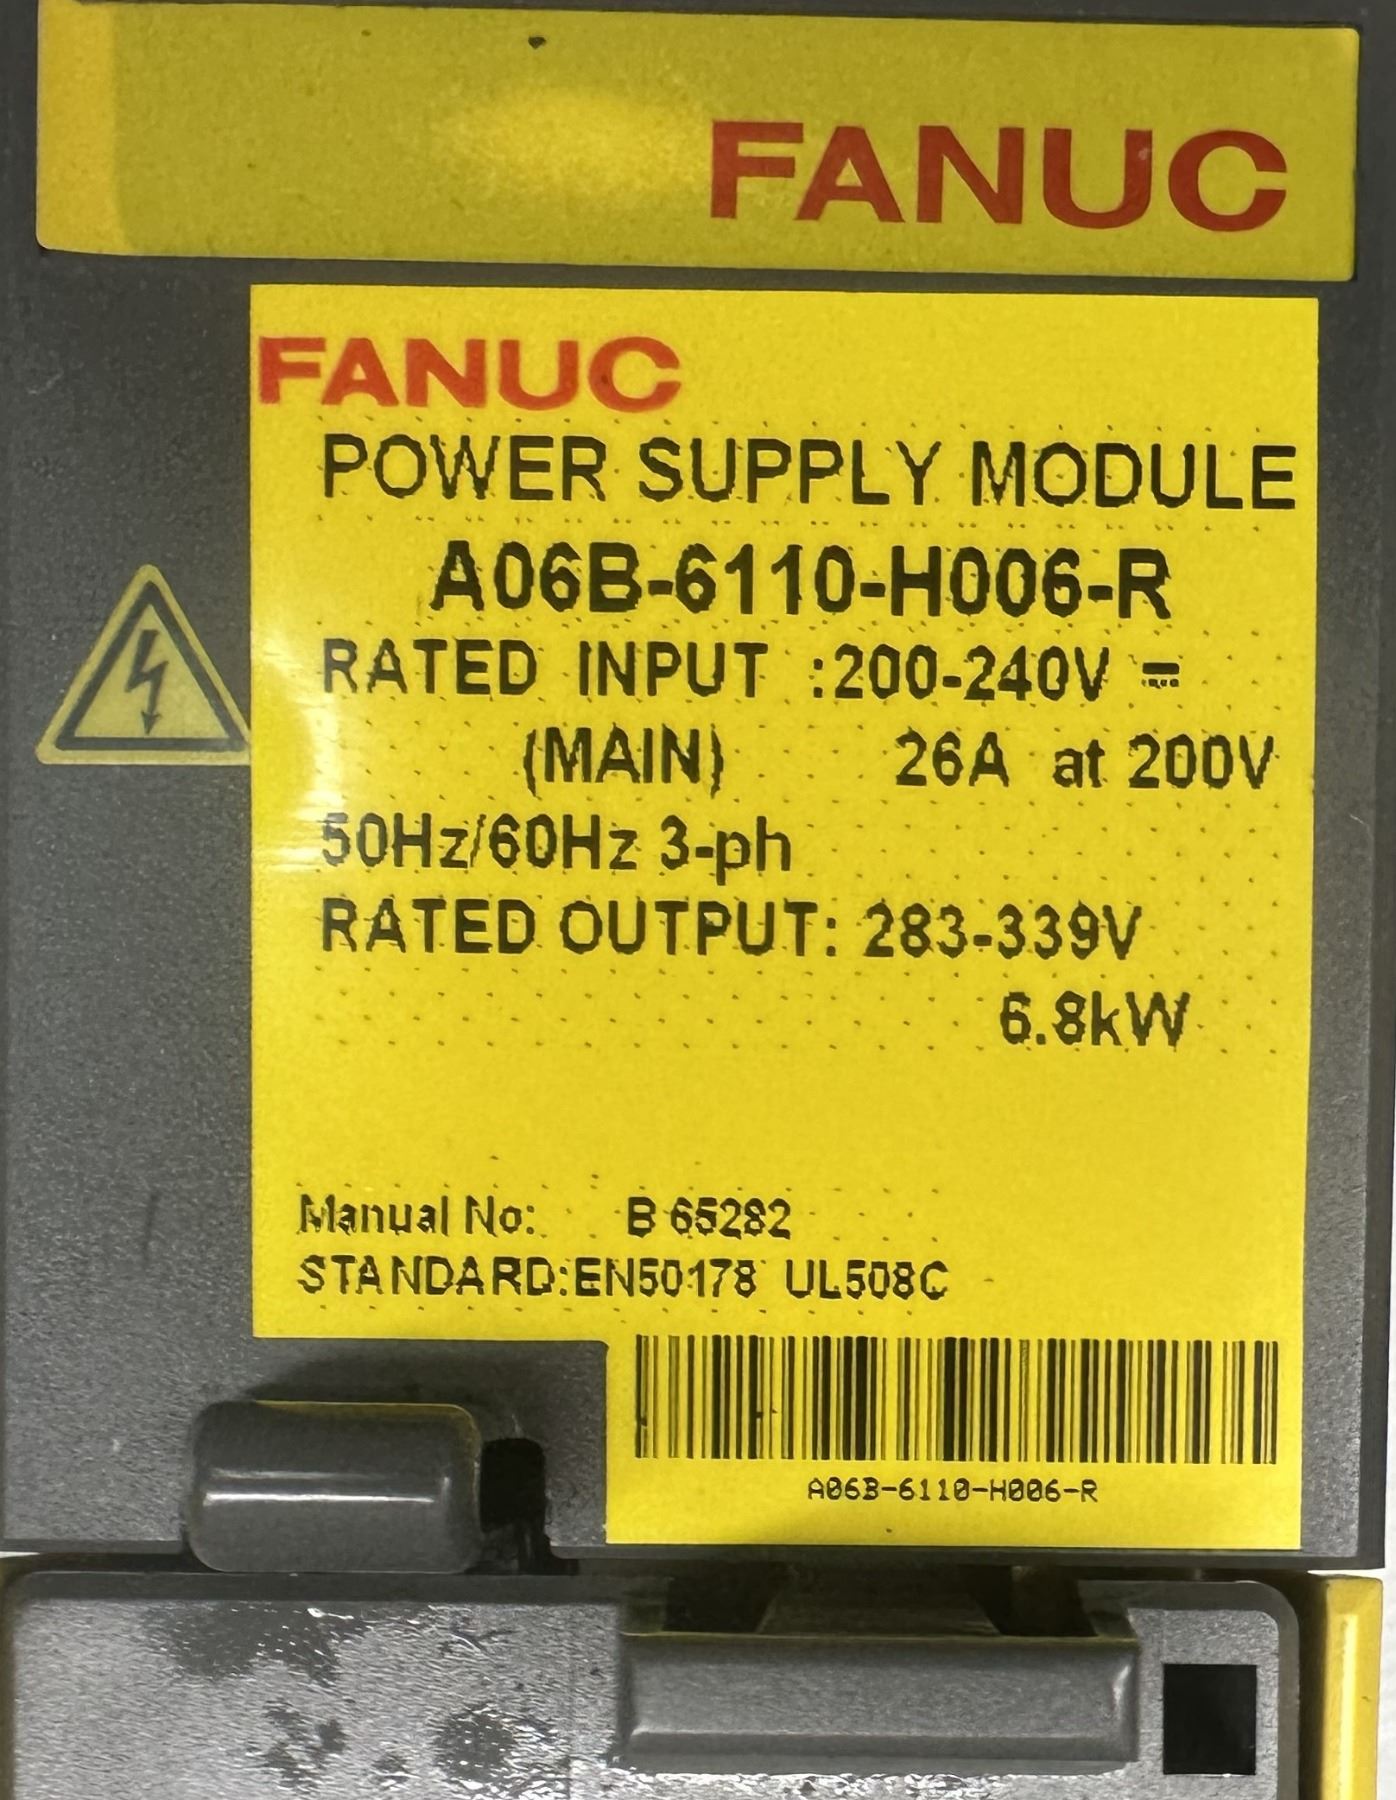 FANUC
FANUC
POWER SUPPLY MODULE
A06B-6110-H006-R
RATED INPUT :200-240V ⎓
(MAIN) 26A at 200V
50Hz/60Hz 3-ph
RATED OUTPUT: 283-339V
6.8kW
Manual No: B 65282
STANDARD:EN50178 UL508C
A06B-6110-H006-R